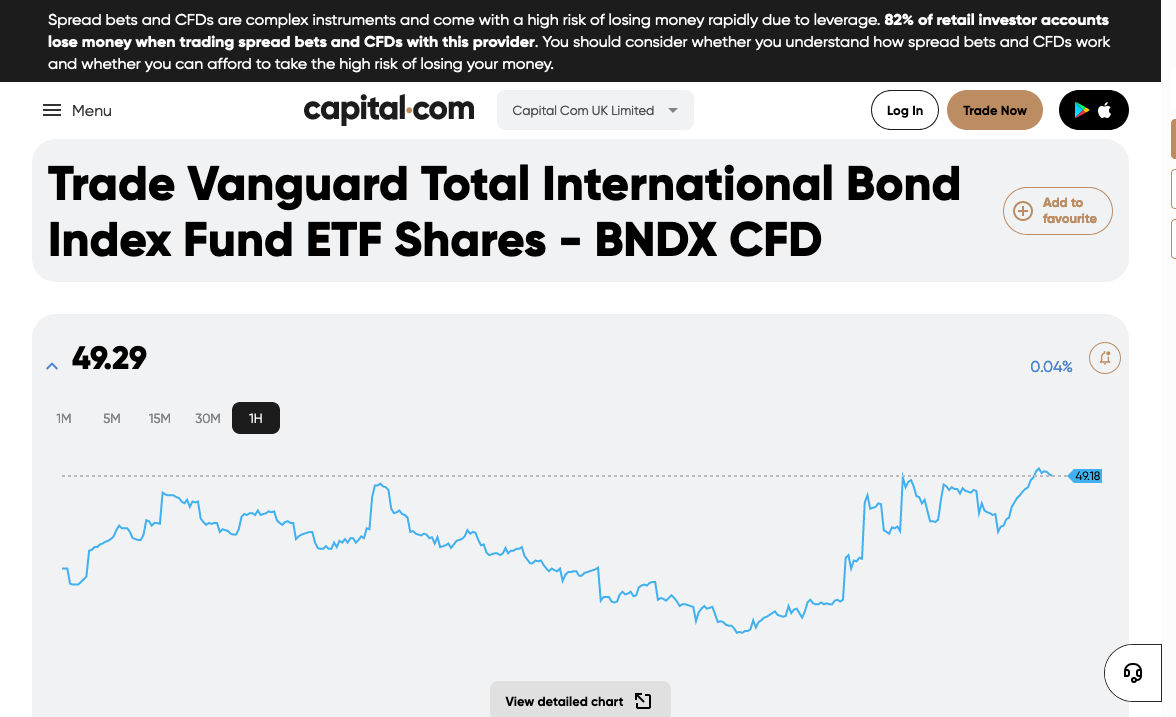 Spread bets and CFDs are complex instruments and come with a high risk of losing money rapidly due to leverage. 82% of retail investor accounts
lose money when trading spread bets and CFDs with this provider. You should consider whether you understand how spread bets and CFDs work
and whether you can afford to take the high risk of losing your money.
Menu
capital.com
Capital Com UK Limited
Log In
Trade Now
Trade Vanguard Total International Bond
Index Fund ETF Shares - BNDX CFD
Add to
favourite
49.29
0.04%
1M 5M 15M 30M 1H
49.18
View detailed chart